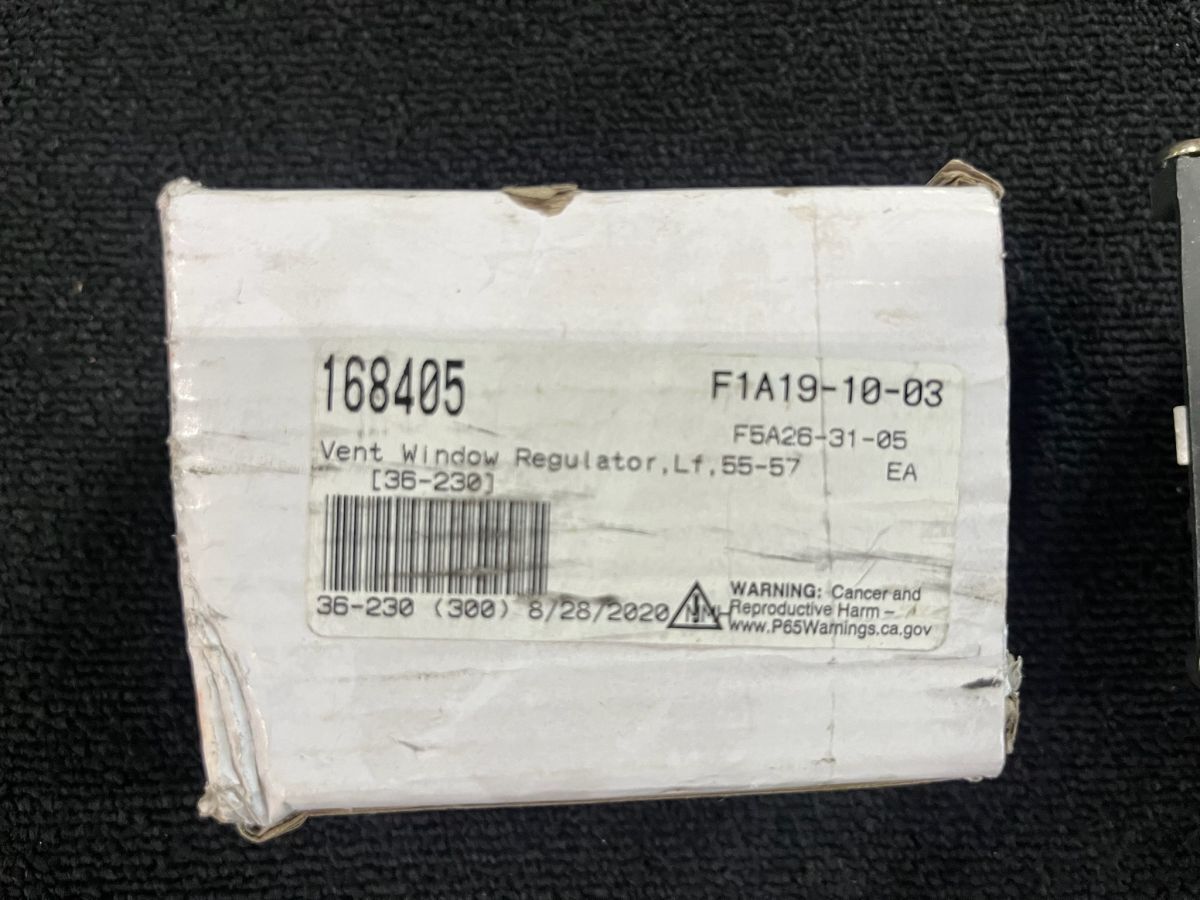 168405
F1A19-10-03
F5A26-31-05
Vent Window Regulator,Lf,55-57
EA
[36-230]
36-230 (300) 8/28/2020
WARNING: Cancer and
Reproductive Harm –
www.P65Warnings.ca.gov